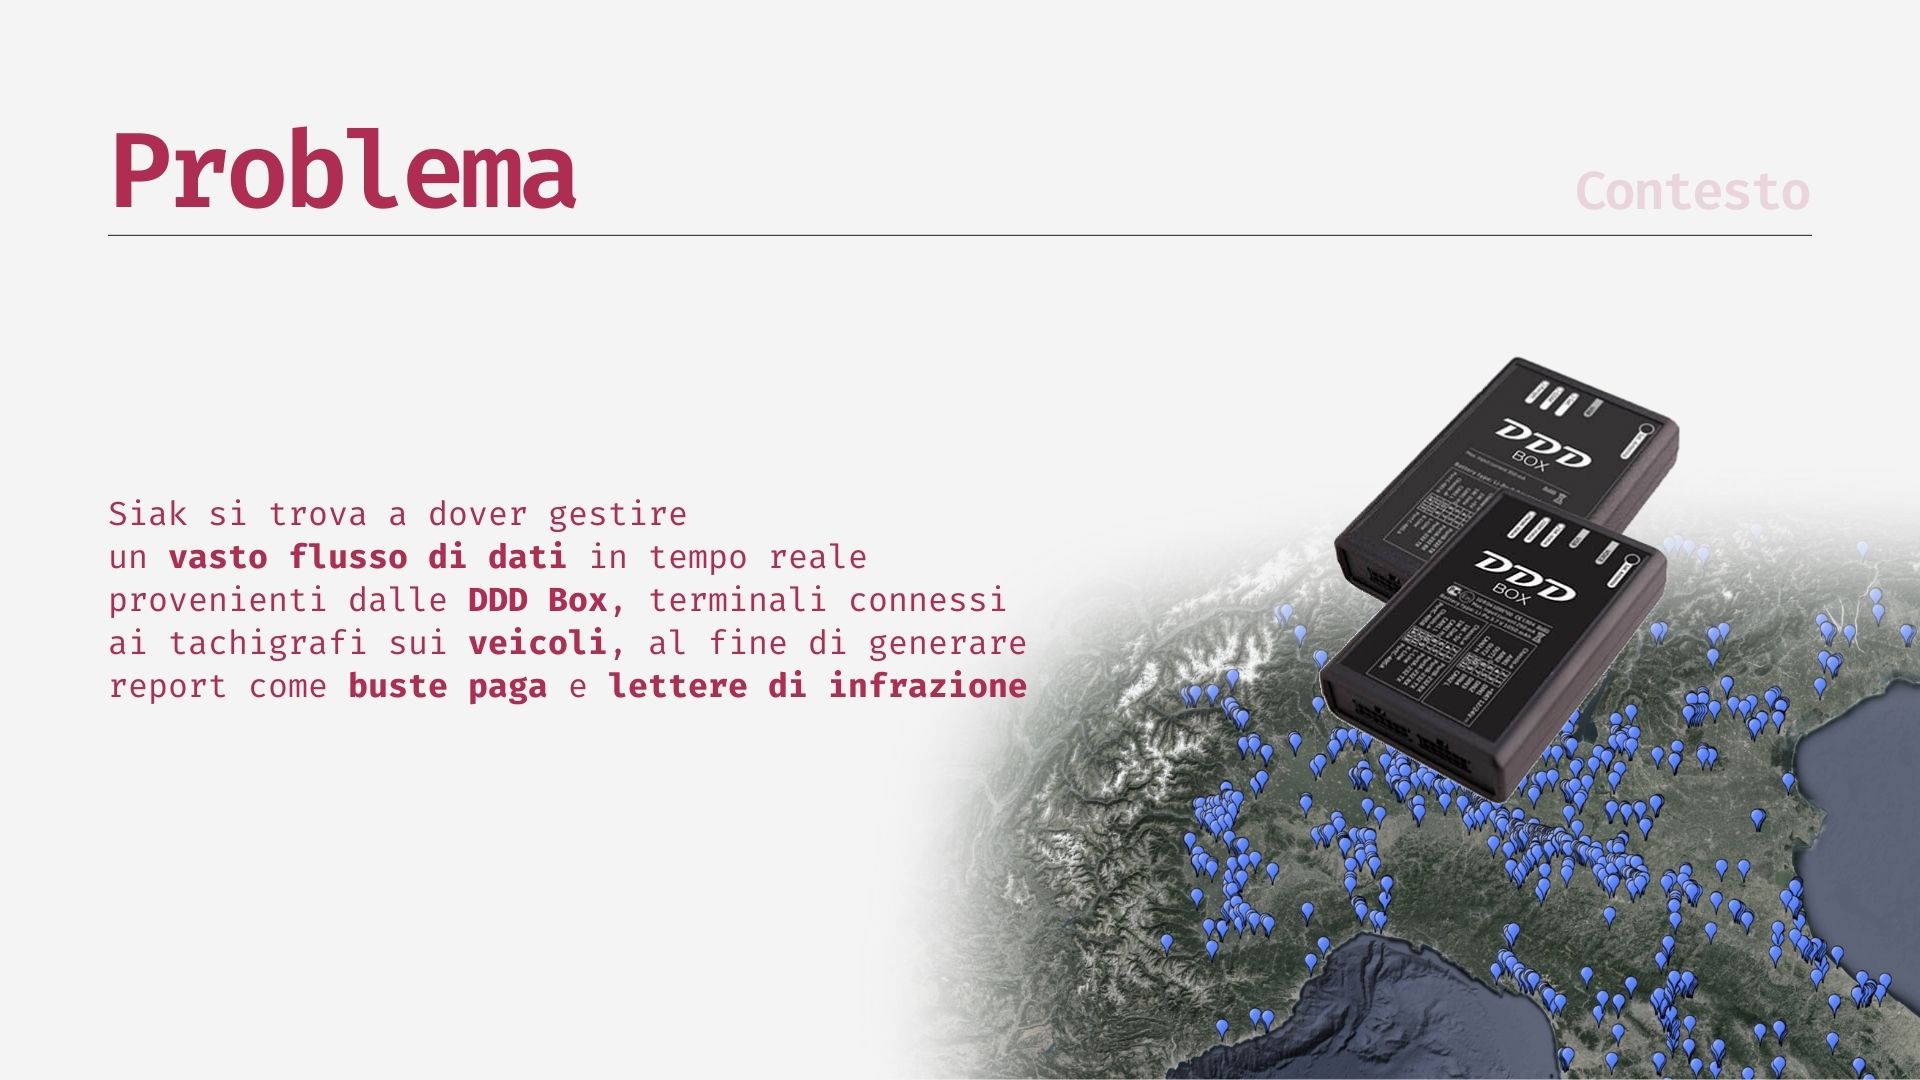 Problema
Contesto
Siak si trova a dover gestire
un vasto flusso di dati in tempo reale
provenienti dalle DDD Box, terminali connessi
ai tachigrafi sui veicoli, al fine di generare
report come buste paga e lettere di infrazione
DDD
BOX
DDD
BOX